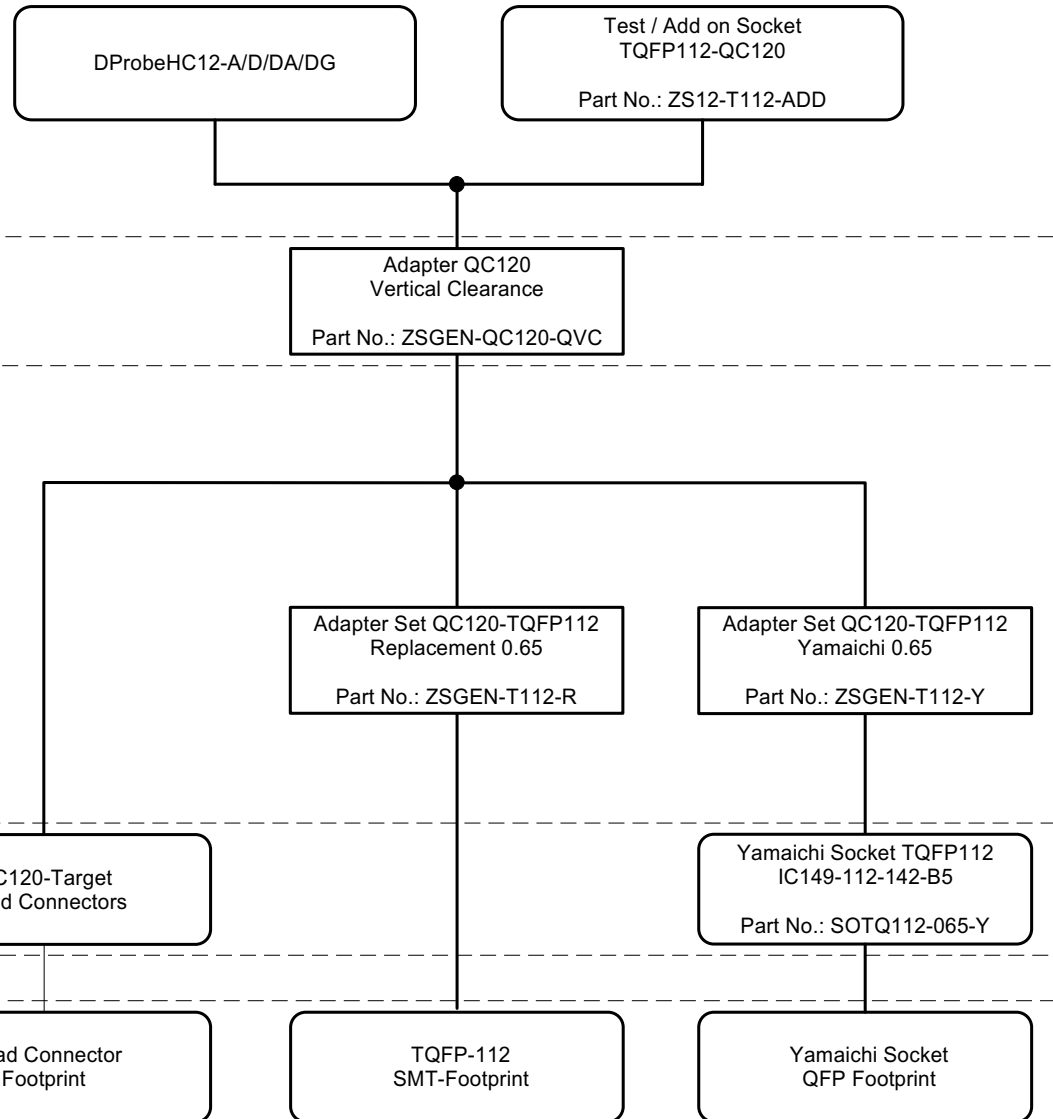 DProbeHC12-A/D/DA/DG
Test / Add on Socket
TQFP112-QC120
Part No.: ZS12-T112-ADD
Adapter QC120
Vertical Clearance
Part No.: ZSGEN-QC120-QVC
Adapter Set QC120-TQFP112
Replacement 0.65
Part No.: ZSGEN-T112-R
Adapter Set QC120-TQFP112
Yamaichi 0.65
Part No.: ZSGEN-T112-Y
C120-Target
d Connectors
Yamaichi Socket TQFP112
IC149-112-142-B5
Part No.: SOTQ112-065-Y
ad Connector
Footprint
TQFP-112
SMT-Footprint
Yamaichi Socket
QFP Footprint